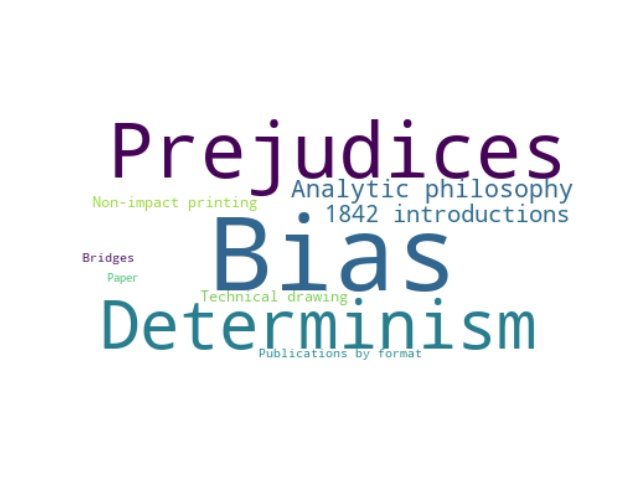 Prejudices
Analytic philosophy
Non-impact printing
1842 introductions
Bias
Bridges
Paper
Technical drawing
Determinism
Publications by format